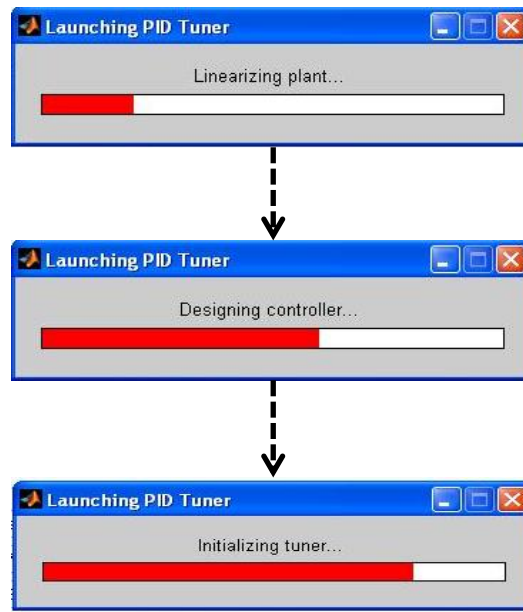 Launching PID Tuner
Linearizing plant...
Launching PID Tuner
Designing controller...
Launching PID Tuner
Initializing tuner...